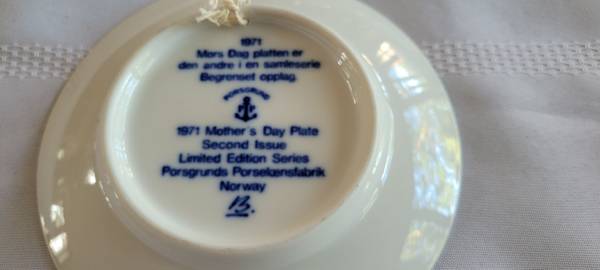 1971
Mors Dag platten er
den andre i en samleserie
Begrenset opplag.
PORSGRUND
1971 Mother's Day Plate
Second Issue
Limited Edition Series
Porsgrunds Porselænsfabrik
Norway